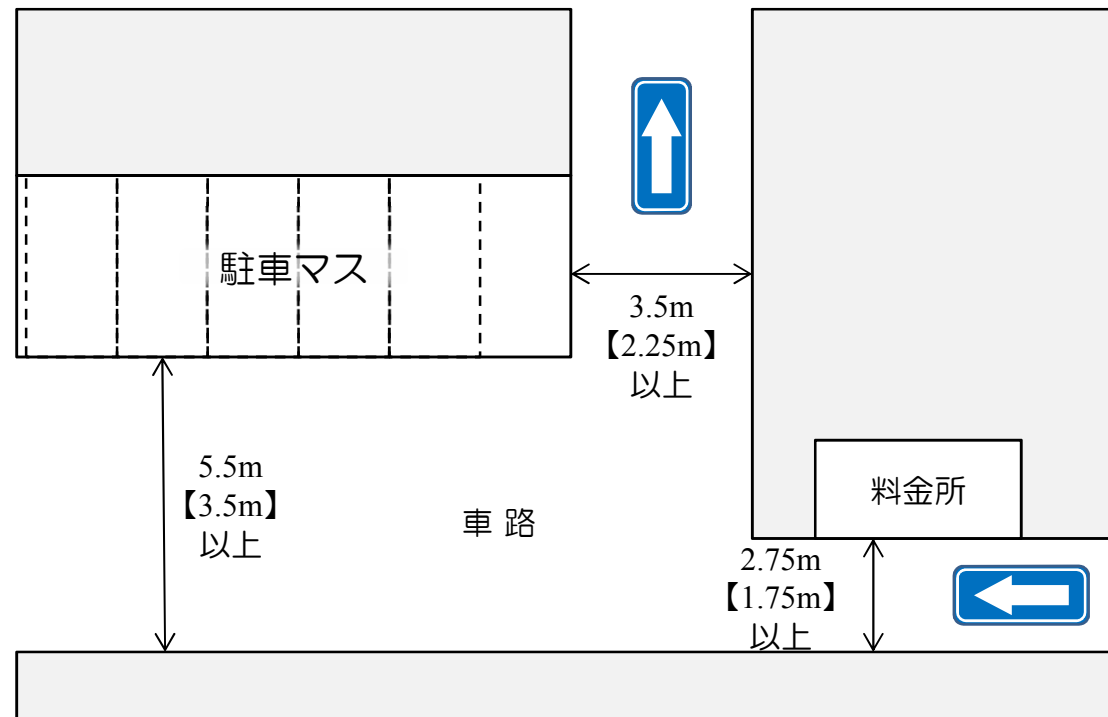 駐車マス
3.5m
【2.25m】
以上
5.5m
【3.5m】
以上
車 路
料金所
2.75m
【1.75m】
以上